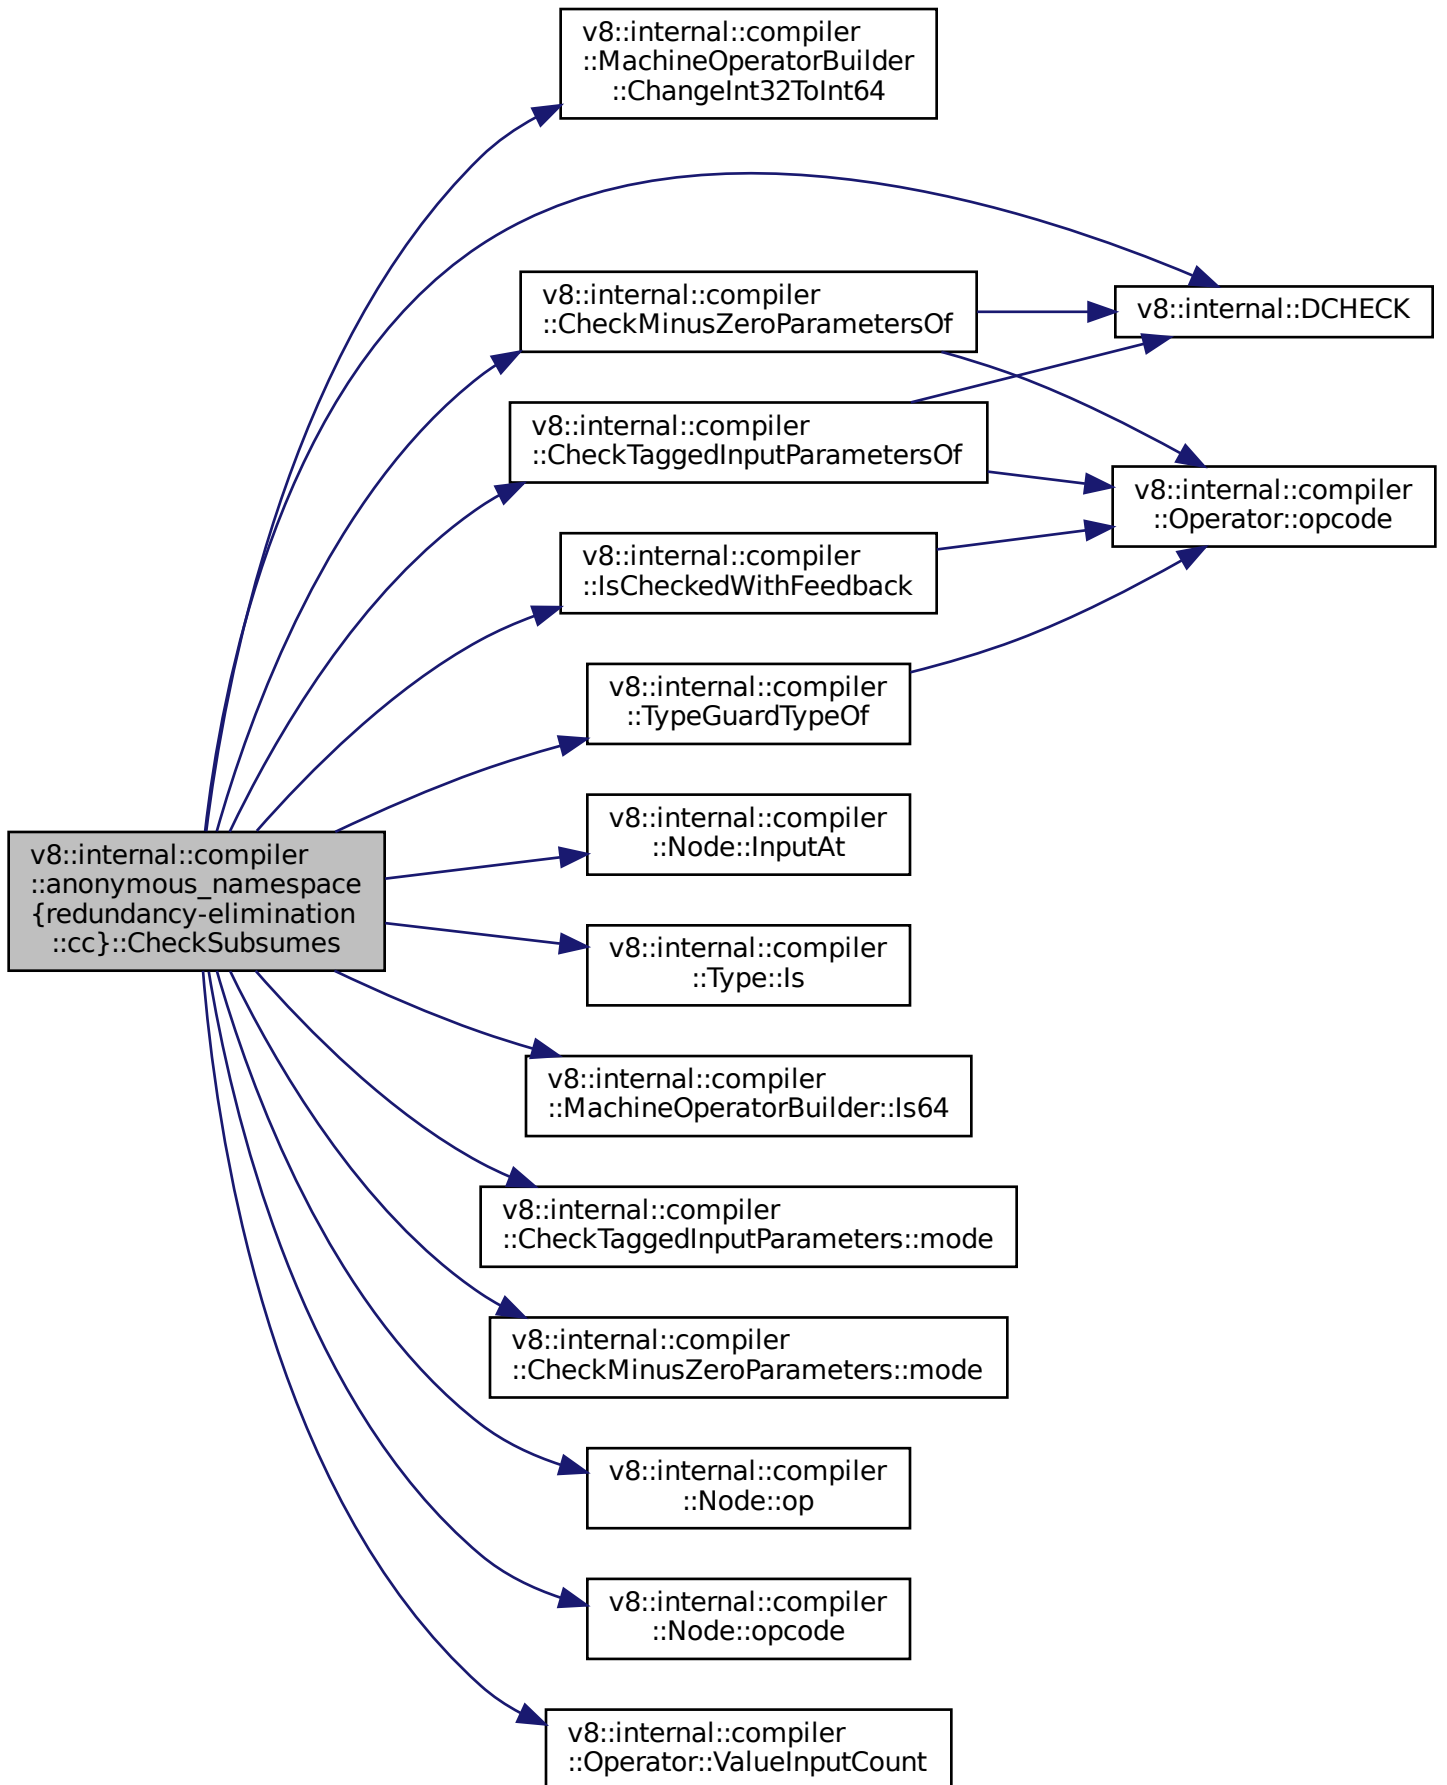 v8::internal::compiler
::MachineOperatorBuilder
::ChangeInt32ToInt64
v8::internal::compiler
::CheckMinusZeroParametersOf
v8::internal::DCHECK
v8::internal::compiler
::CheckTaggedInputParametersOf
v8::internal::compiler
::Operator::opcode
v8::internal::compiler
::IsCheckedWithFeedback
v8::internal::compiler
::TypeGuardTypeOf
v8::internal::compiler
::Node::InputAt
v8::internal::compiler
::anonymous_namespace
{redundancy-elimination
::cc}::CheckSubsumes
v8::internal::compiler
::Type::Is
v8::internal::compiler
::MachineOperatorBuilder::Is64
v8::internal::compiler
::CheckTaggedInputParameters::mode
v8::internal::compiler
::CheckMinusZeroParameters::mode
v8::internal::compiler
::Node::op
v8::internal::compiler
::Node::opcode
v8::internal::compiler
::Operator::ValueInputCount